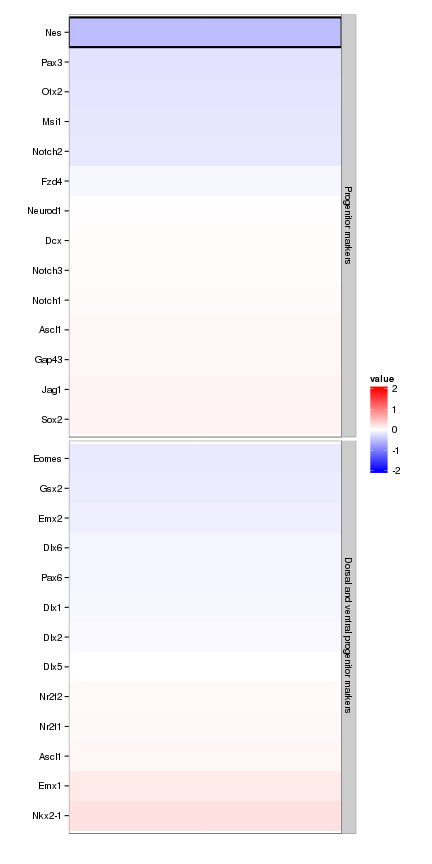 Nes
Pax3
Otx2
Msi1
Notch2
Fzd4
Neurod1
Dcx
Notch3
Notch1
Ascl1
Gap43
Jag1
Sox2
Progenitor markers
Eomes
Gsx2
Emx2
Dlx6
Pax6
Dlx1
Dlx2
Dlx5
Nr2f2
Nr2f1
Ascl1
Emx1
Nkx2-1
Dorsal and ventral progenitor markers
value
2
1
0
-1
-2